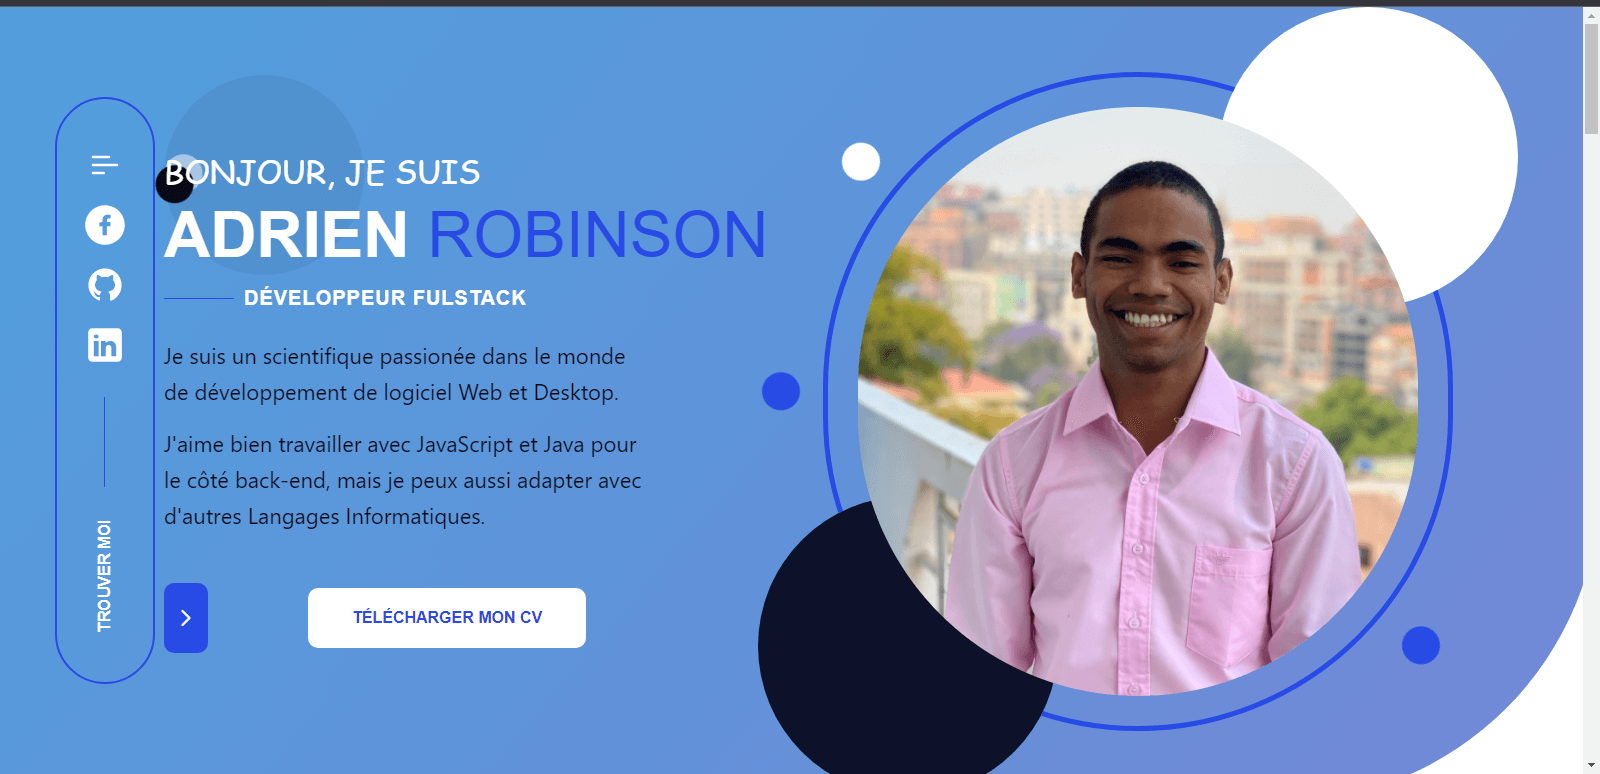 BONJOUR, JE SUIS
ADRIEN ROBINSON
DÉVELOPPEUR FULSTACK
Je suis un scientifique passionée dans le monde
de développement de logiciel Web et Desktop.
J'aime bien travailler avec JavaScript et Java pour
le côté back-end, mais je peux aussi adapter avec
d'autres Langages Informatiques.
TÉLÉCHARGER MON CV
TROUVER MOI